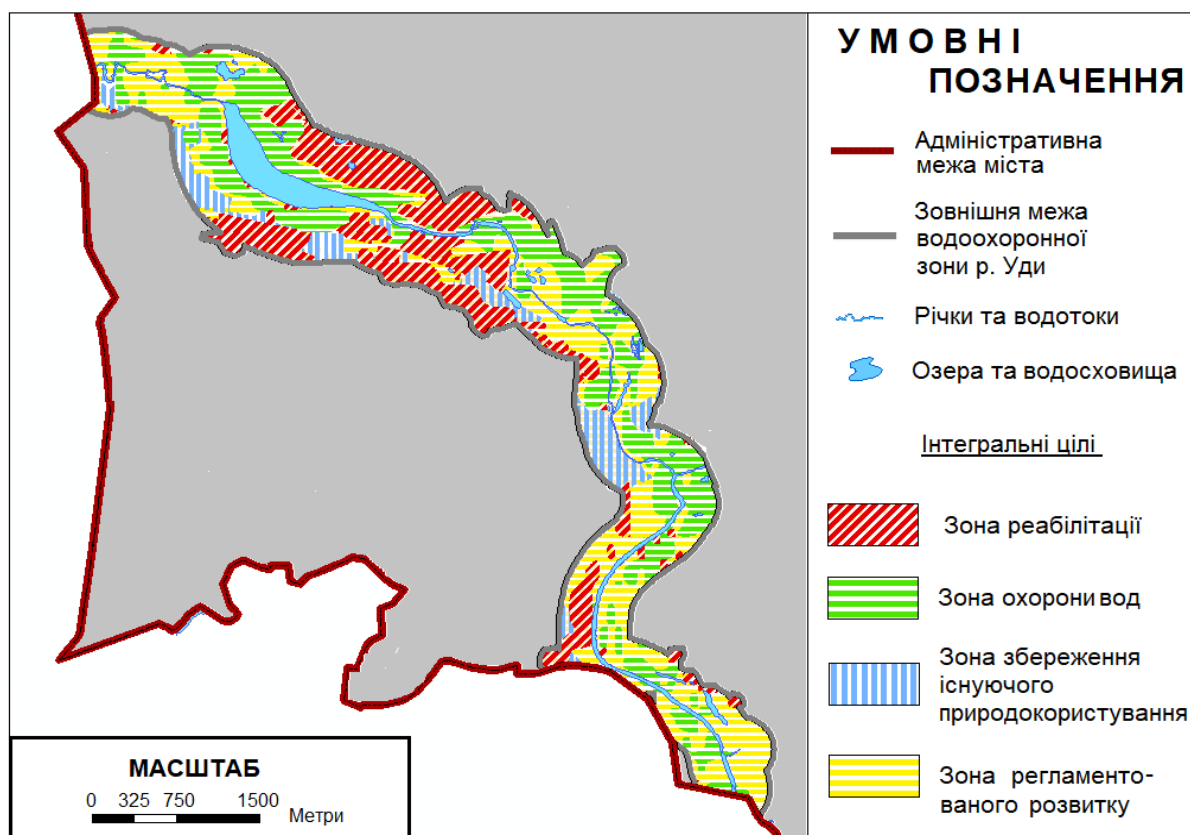 УМОВНІ
ПОЗНАЧЕННЯ
Адміністративна
межа міста
Зовнішня межа
водоохоронної
зони р. Уди
Річки та водотоки
Озера та водосховища
Інтегральні цілі
Зона реабілітації
Зона охорони вод
Зона збереження
існуючого
природокористування
Зона регламенто-
ваного розвитку
МАСШТАБ
0 325 750 1500 Метри